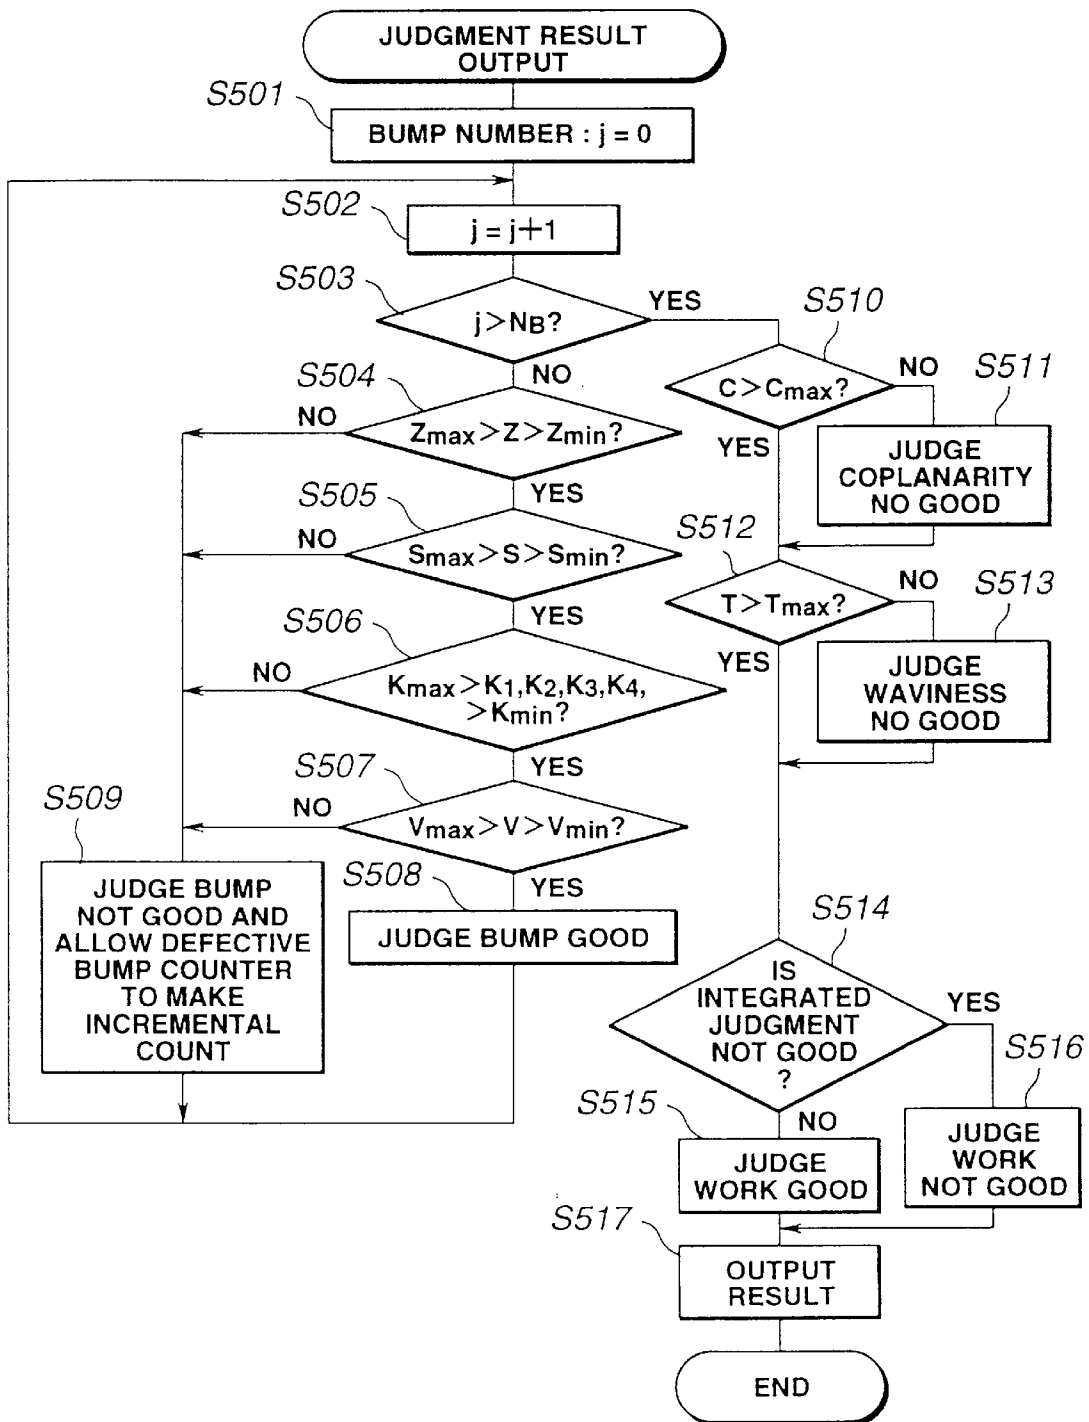 JUDGMENT RESULT
OUTPUT
S501
BUMP NUMBER : j = 0
S502
j = j+1
S503
j>NB?
YES
NO
S504
Zmax>Z>Zmin?
NO
YES
S505
Smax>S>Smin?
NO
YES
S506
Kmax>K1,K2,K3,K4,
>Kmin?
NO
YES
S507
Vmax>V>Vmin?
NO
YES
S508
JUDGE BUMP GOOD
S509
JUDGE BUMP
NOT GOOD AND
ALLOW DEFECTIVE
BUMP COUNTER
TO MAKE
INCREMENTAL
COUNT
S510
C>Cmax?
NO
YES
S511
JUDGE
COPLANARITY
NO GOOD
S512
T>Tmax?
NO
YES
S513
JUDGE
WAVINESS
NO GOOD
S514
IS
INTEGRATED
JUDGMENT
NOT GOOD
?
YES
NO
S515
JUDGE
WORK GOOD
S516
JUDGE
WORK
NOT GOOD
S517
OUTPUT
RESULT
END